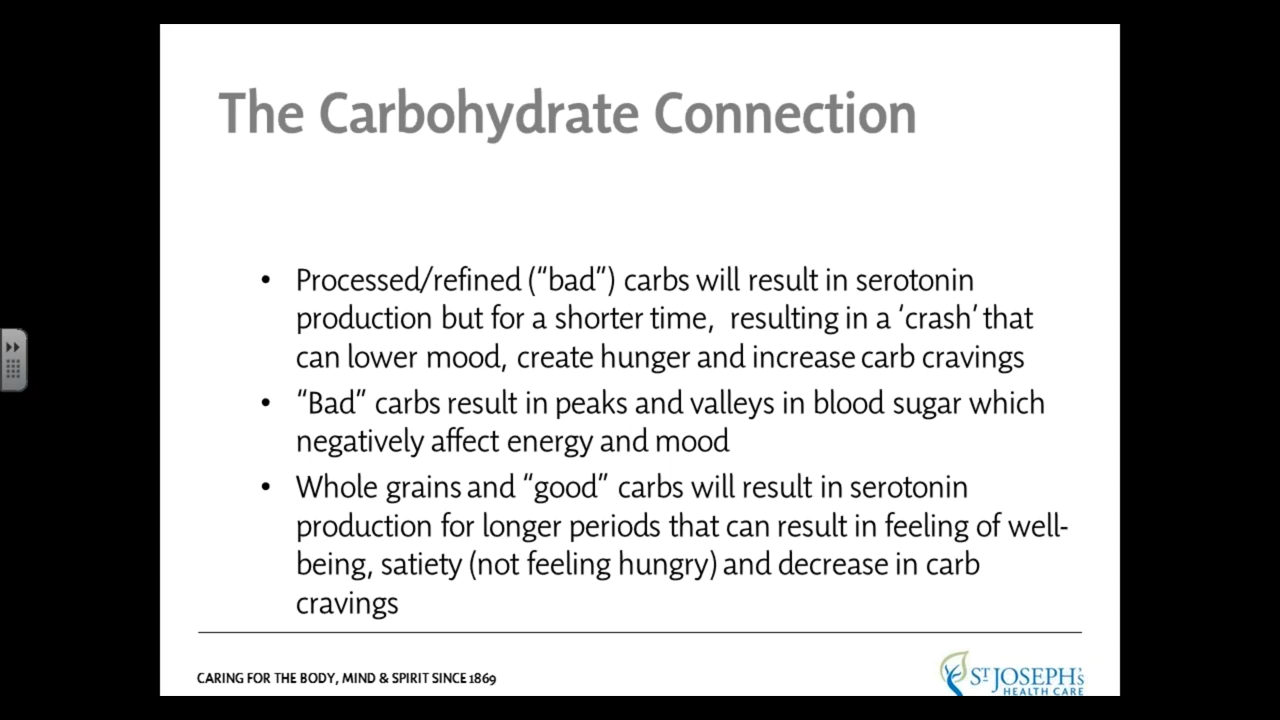 The Carbohydrate Connection
• Processed/refined (“bad”) carbs will result in serotonin
production but for a shorter time, resulting in a ‘crash’ that
can lower mood, create hunger and increase carb cravings
• “Bad” carbs result in peaks and valleys in blood sugar which
negatively affect energy and mood
• Whole grains and “good” carbs will result in serotonin
production for longer periods that can result in feeling of well-
being, satiety (not feeling hungry) and decrease in carb
cravings
CARING FOR THE BODY, MIND & SPIRIT SINCE 1869
ST JOSEPH'S
HEALTH CARE